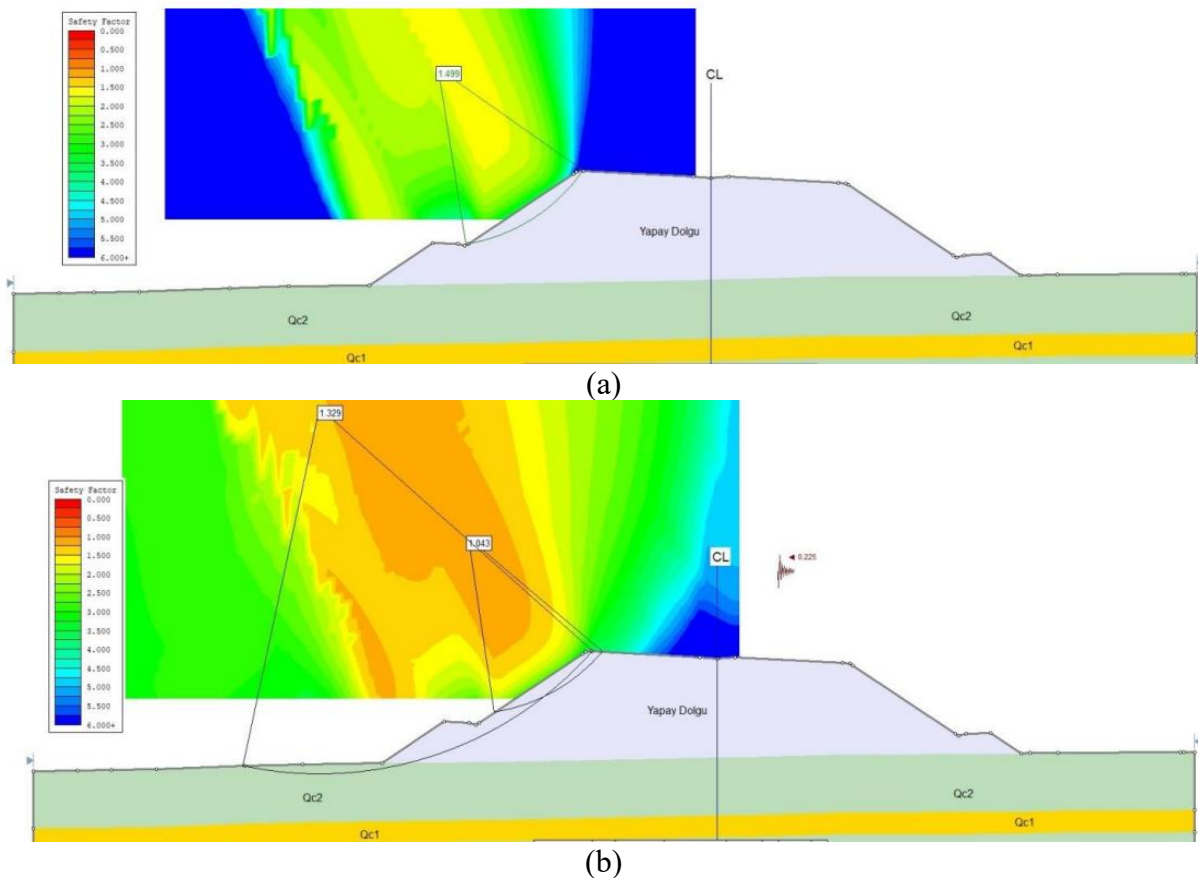 Safety Factor
0.000
0.500
1.000
1.500
2.000
2.500
3.000
3.500
4.000
4.500
5.000
5.500
6.000+
1.499
CL
Yapay Dolgu
Qc2
Qc2
Qc1
Qc1
(a)
1.329
Safety Factor
0.000
0.500
1.000
1.500
2.000
2.500
3.000
3.500
4.000
4.500
5.000
5.500
6.000+
1.043
CL
0.225
Yapay Dolgu
Qc2
Qc2
Qc1
Qc1
(b)